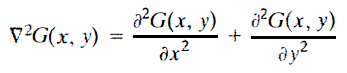 ∇²G(x, y) = ∂²G(x, y)/∂x² + ∂²G(x, y)/∂y²